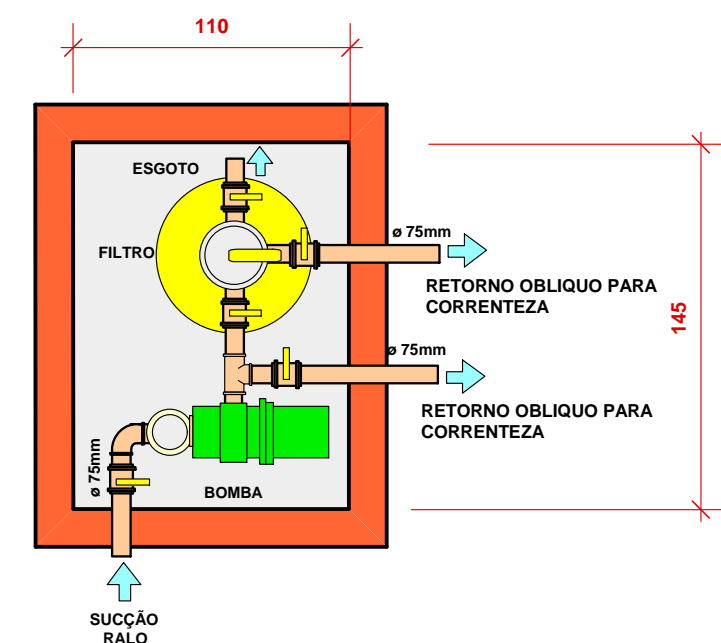 110
ESGOTO
FILTRO
ø 75mm
RETORNO OBLIQUO PARA
CORRENTEZA
145
ø 75mm
RETORNO OBLIQUO PARA
CORRENTEZA
ø 75mm
BOMBA
SUCÇÃO
RALO